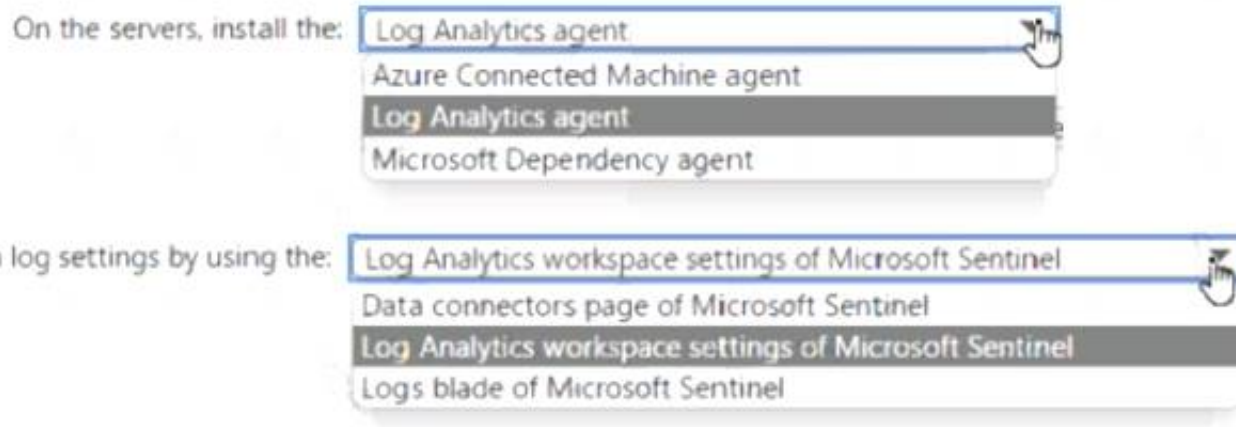 On the servers, install the: Log Analytics agent
Azure Connected Machine agent
Log Analytics agent
Microsoft Dependency agent
log settings by using the: Log Analytics workspace settings of Microsoft Sentinel
Data connectors page of Microsoft Sentinel
Log Analytics workspace settings of Microsoft Sentinel
Logs blade of Microsoft Sentinel